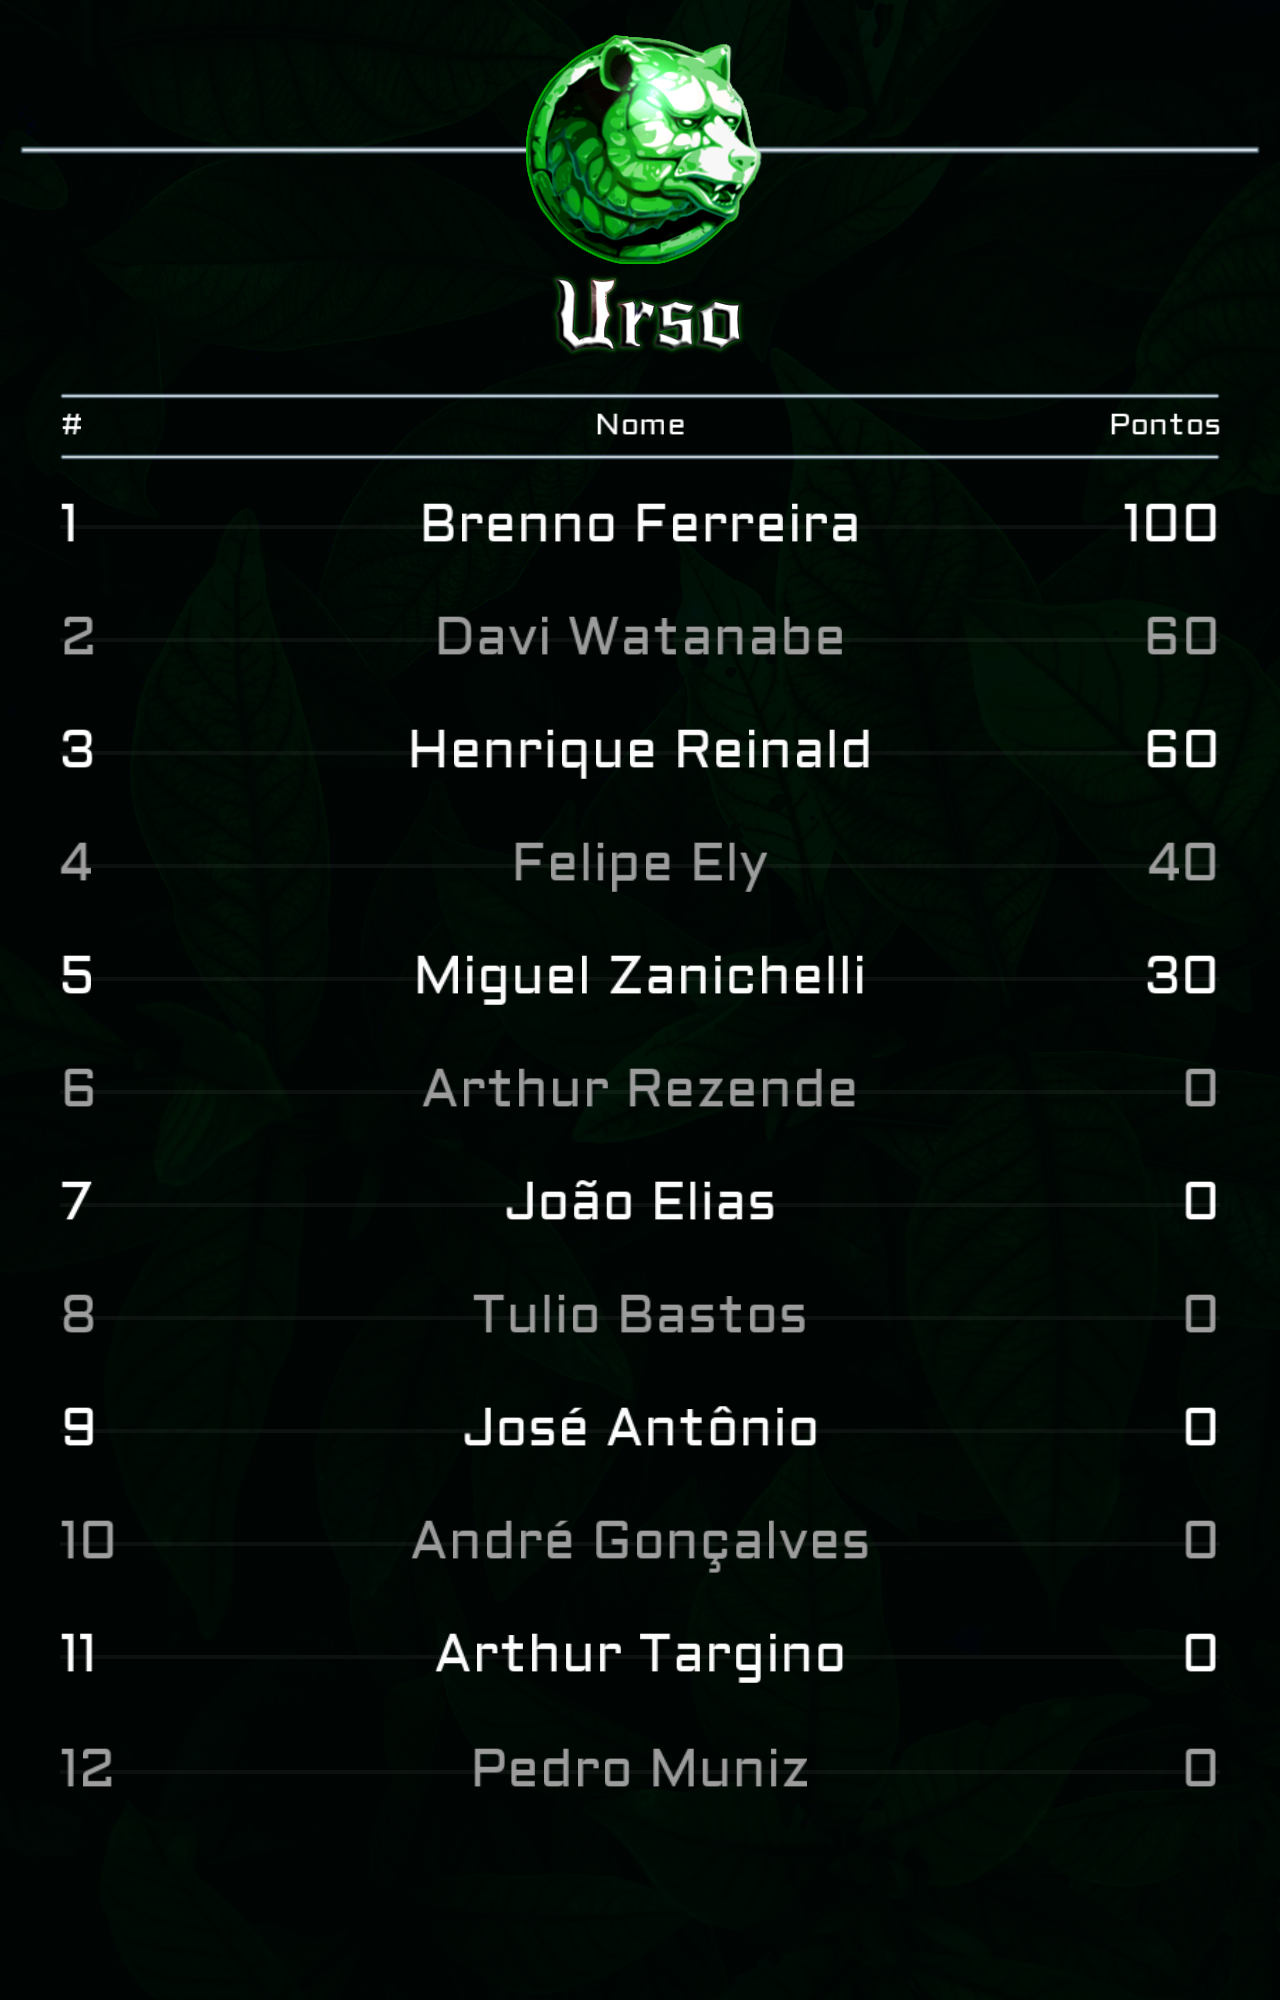 Urso
# Nome Pontos
1 Brenno Ferreira 100
2 Davi Watanabe 60
3 Henrique Reinald 60
4 Felipe Ely 40
5 Miguel Zanichelli 30
6 Arthur Rezende 0
7 João Elias 0
8 Tulio Bastos 0
9 José Antônio 0
10 André Gonçalves 0
11 Arthur Targino 0
12 Pedro Muniz 0